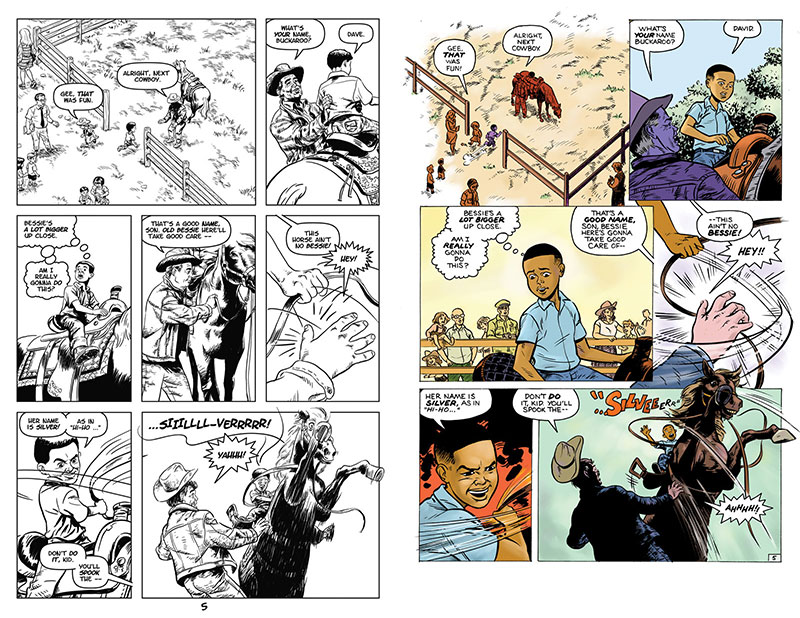 GEE, THAT
WAS FUN.
ALRIGHT, NEXT
COWBOY.
WHAT'S
YOUR NAME
BUCKAROO?
DAVE.
BESSIE'S
A LOT BIGGER
UP CLOSE.
AM I
REALLY
GONNA DO
THIS?
THAT'S A GOOD NAME,
SON. OLD BESSIE HERE'LL
TAKE GOOD CARE --
THIS
HORSE AIN'T
NO BESSIE!
HEY!
HER NAME
IS SILVER!
AS IN
"HI-HO ..."
DON'T
DO IT, KID.
YOU'LL
SPOOK
THE --
...SIIILLLL-VERRRRR!
YAHHH!
5
GEE,
THAT
WAS
FUN!
ALRIGHT,
NEXT
COWBOY.
WHAT'S
YOUR NAME
BUCKAROO?
DAVID.
BESSIE'S A
LOT BIGGER
UP CLOSE.
AM I
REALLY
GONNA
DO THIS?
THAT'S A
GOOD NAME,
SON, BESSIE
HERE'S GONNA
TAKE GOOD
CARE OF--
--THIS
AIN'T NO
BESSIE!
HEY!!
HER NAME IS
SILVER, AS IN
"HI-HO..."
DON'T DO
IT, KID. YOU'LL
SPOOK THE--
"...SILVEEERR"
AHHHH!!
5